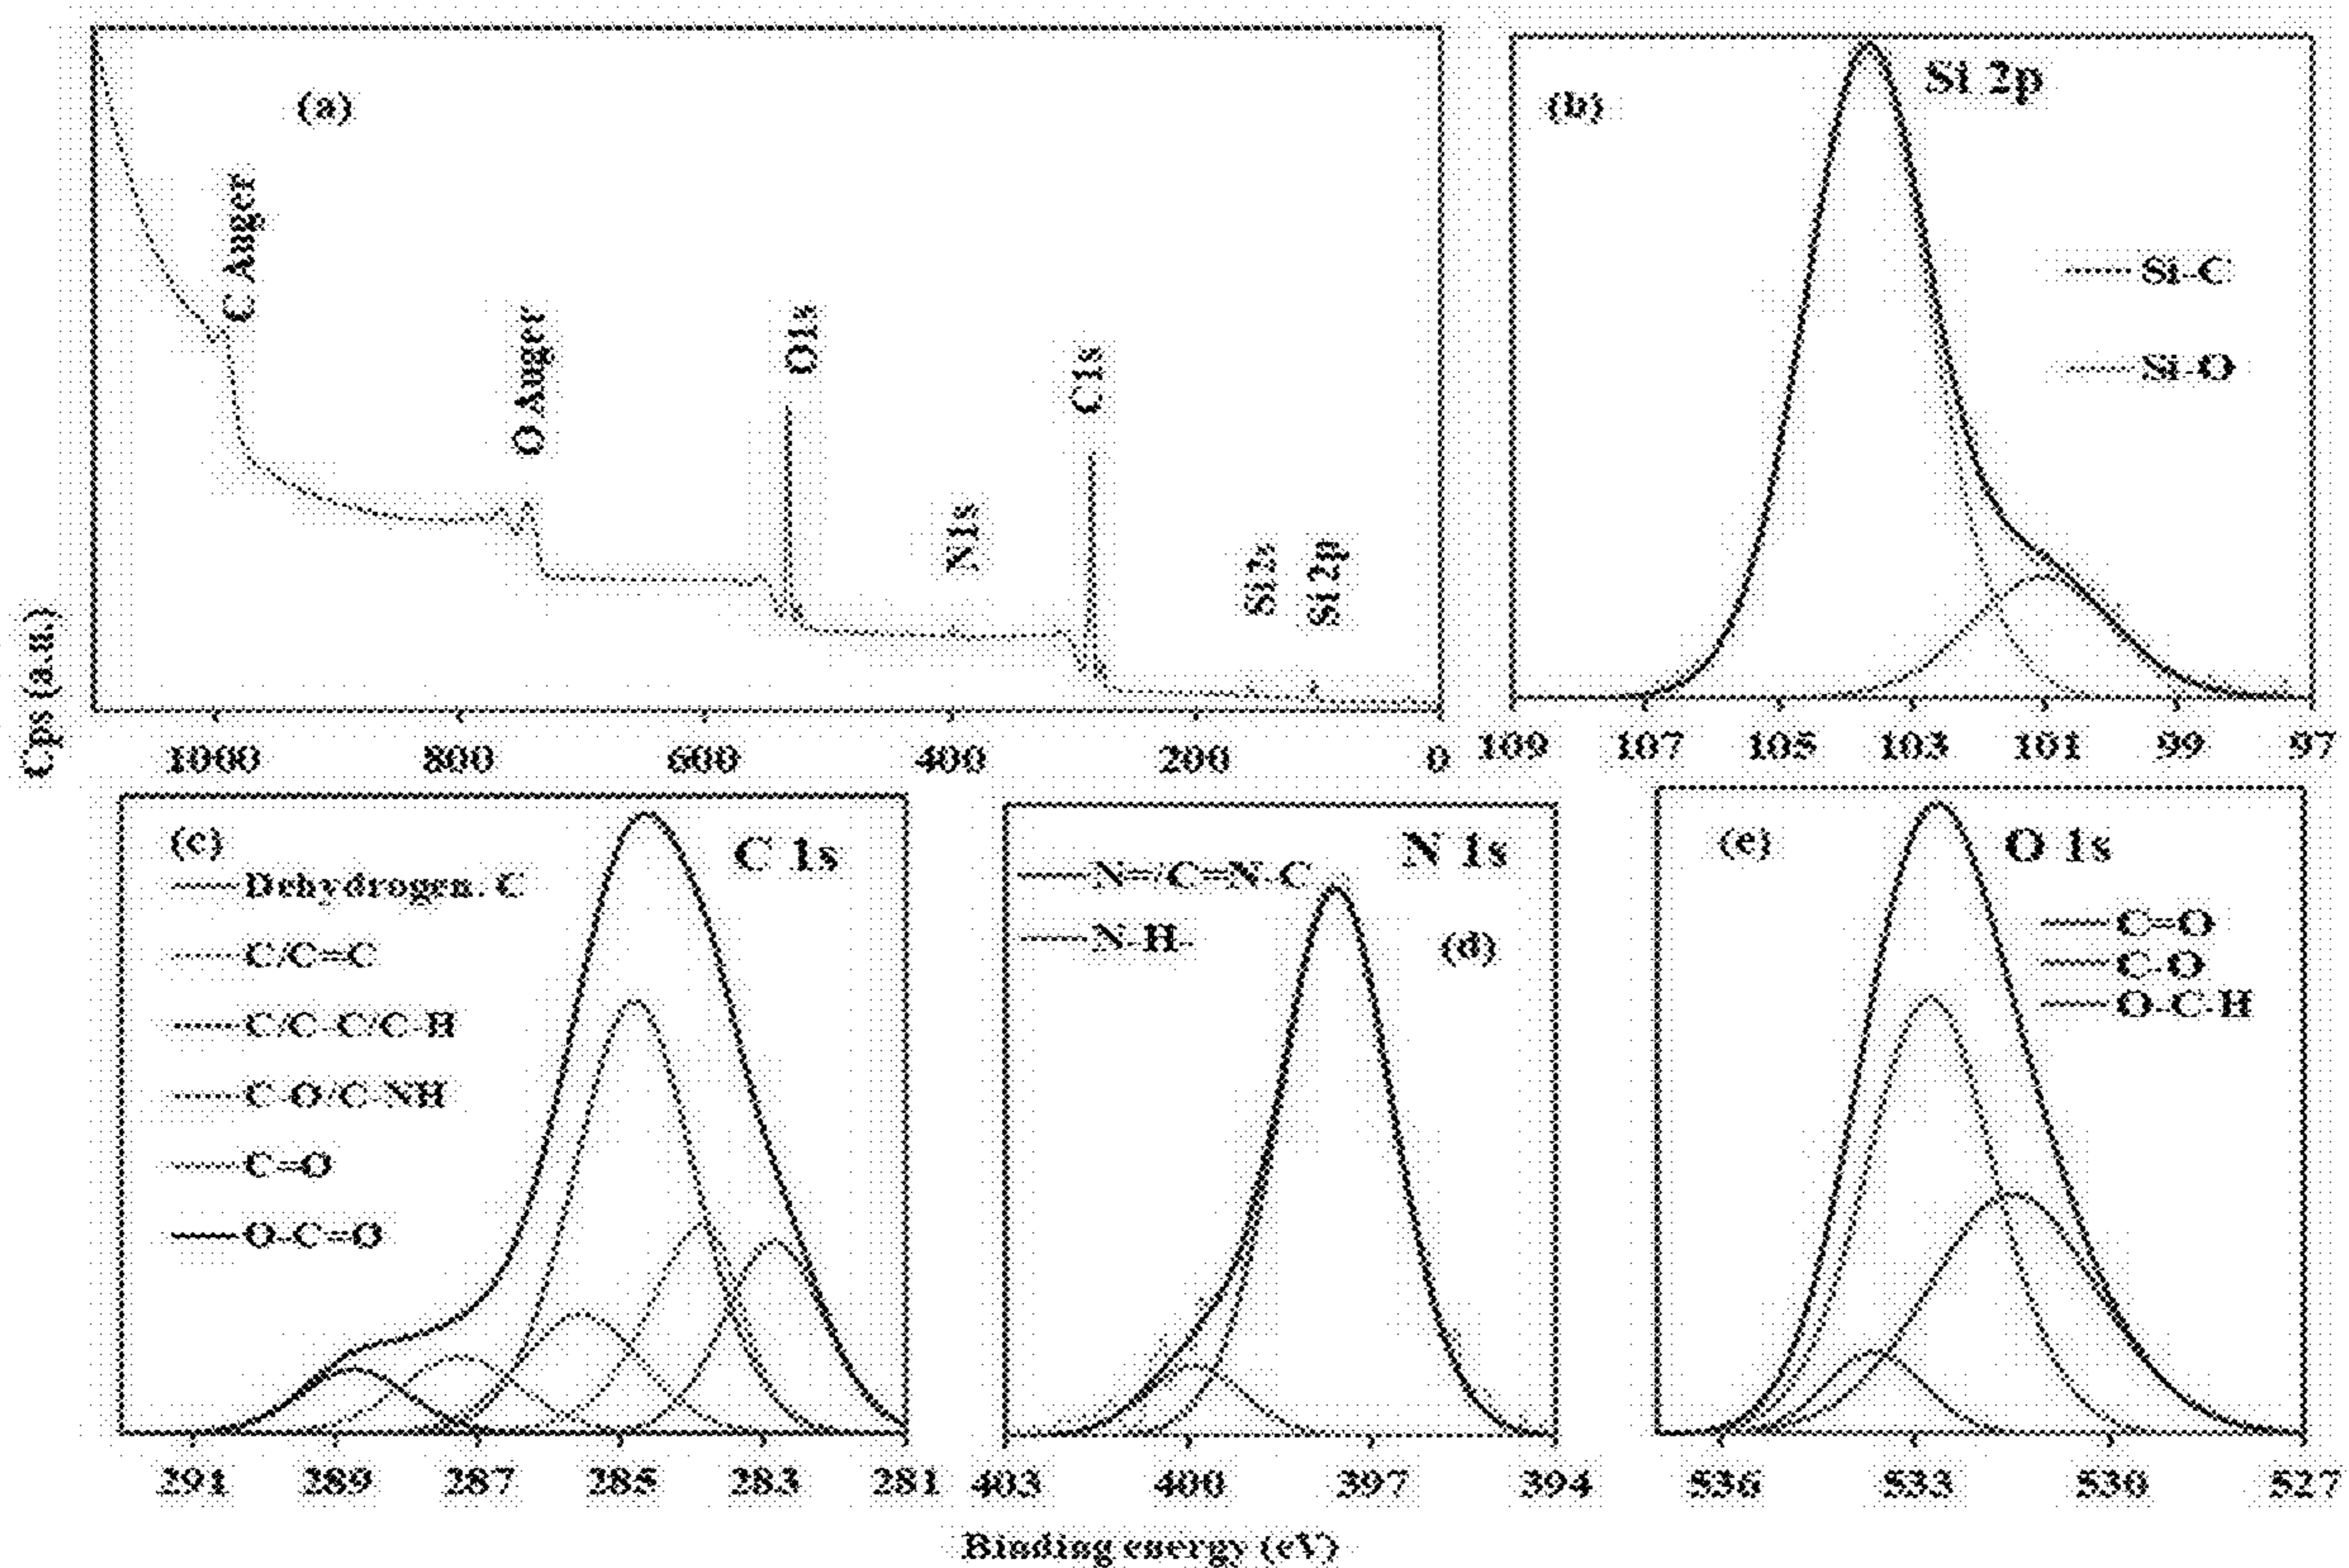 (a)
C Auger
O Auger
O1s
N1s
C1s
Si2s
Si 2p
Cps (a.u.)
1000 800 600 400 200 0
(b)
Si 2p
Si-C
Si-O
109 107 105 103 101 99 97
(c)
C 1s
Dehydrogen. C
C/C=C
C/C-C/C-H
C-O/C-NH
C=O
O-C=O
291 289 287 285 283 281
N=/C=N-C
N 1s
N-H-
(d)
403 400 397 394
(e)
O 1s
C=O
C-O
O-C-H
536 533 530 527
Binding energy (eV)